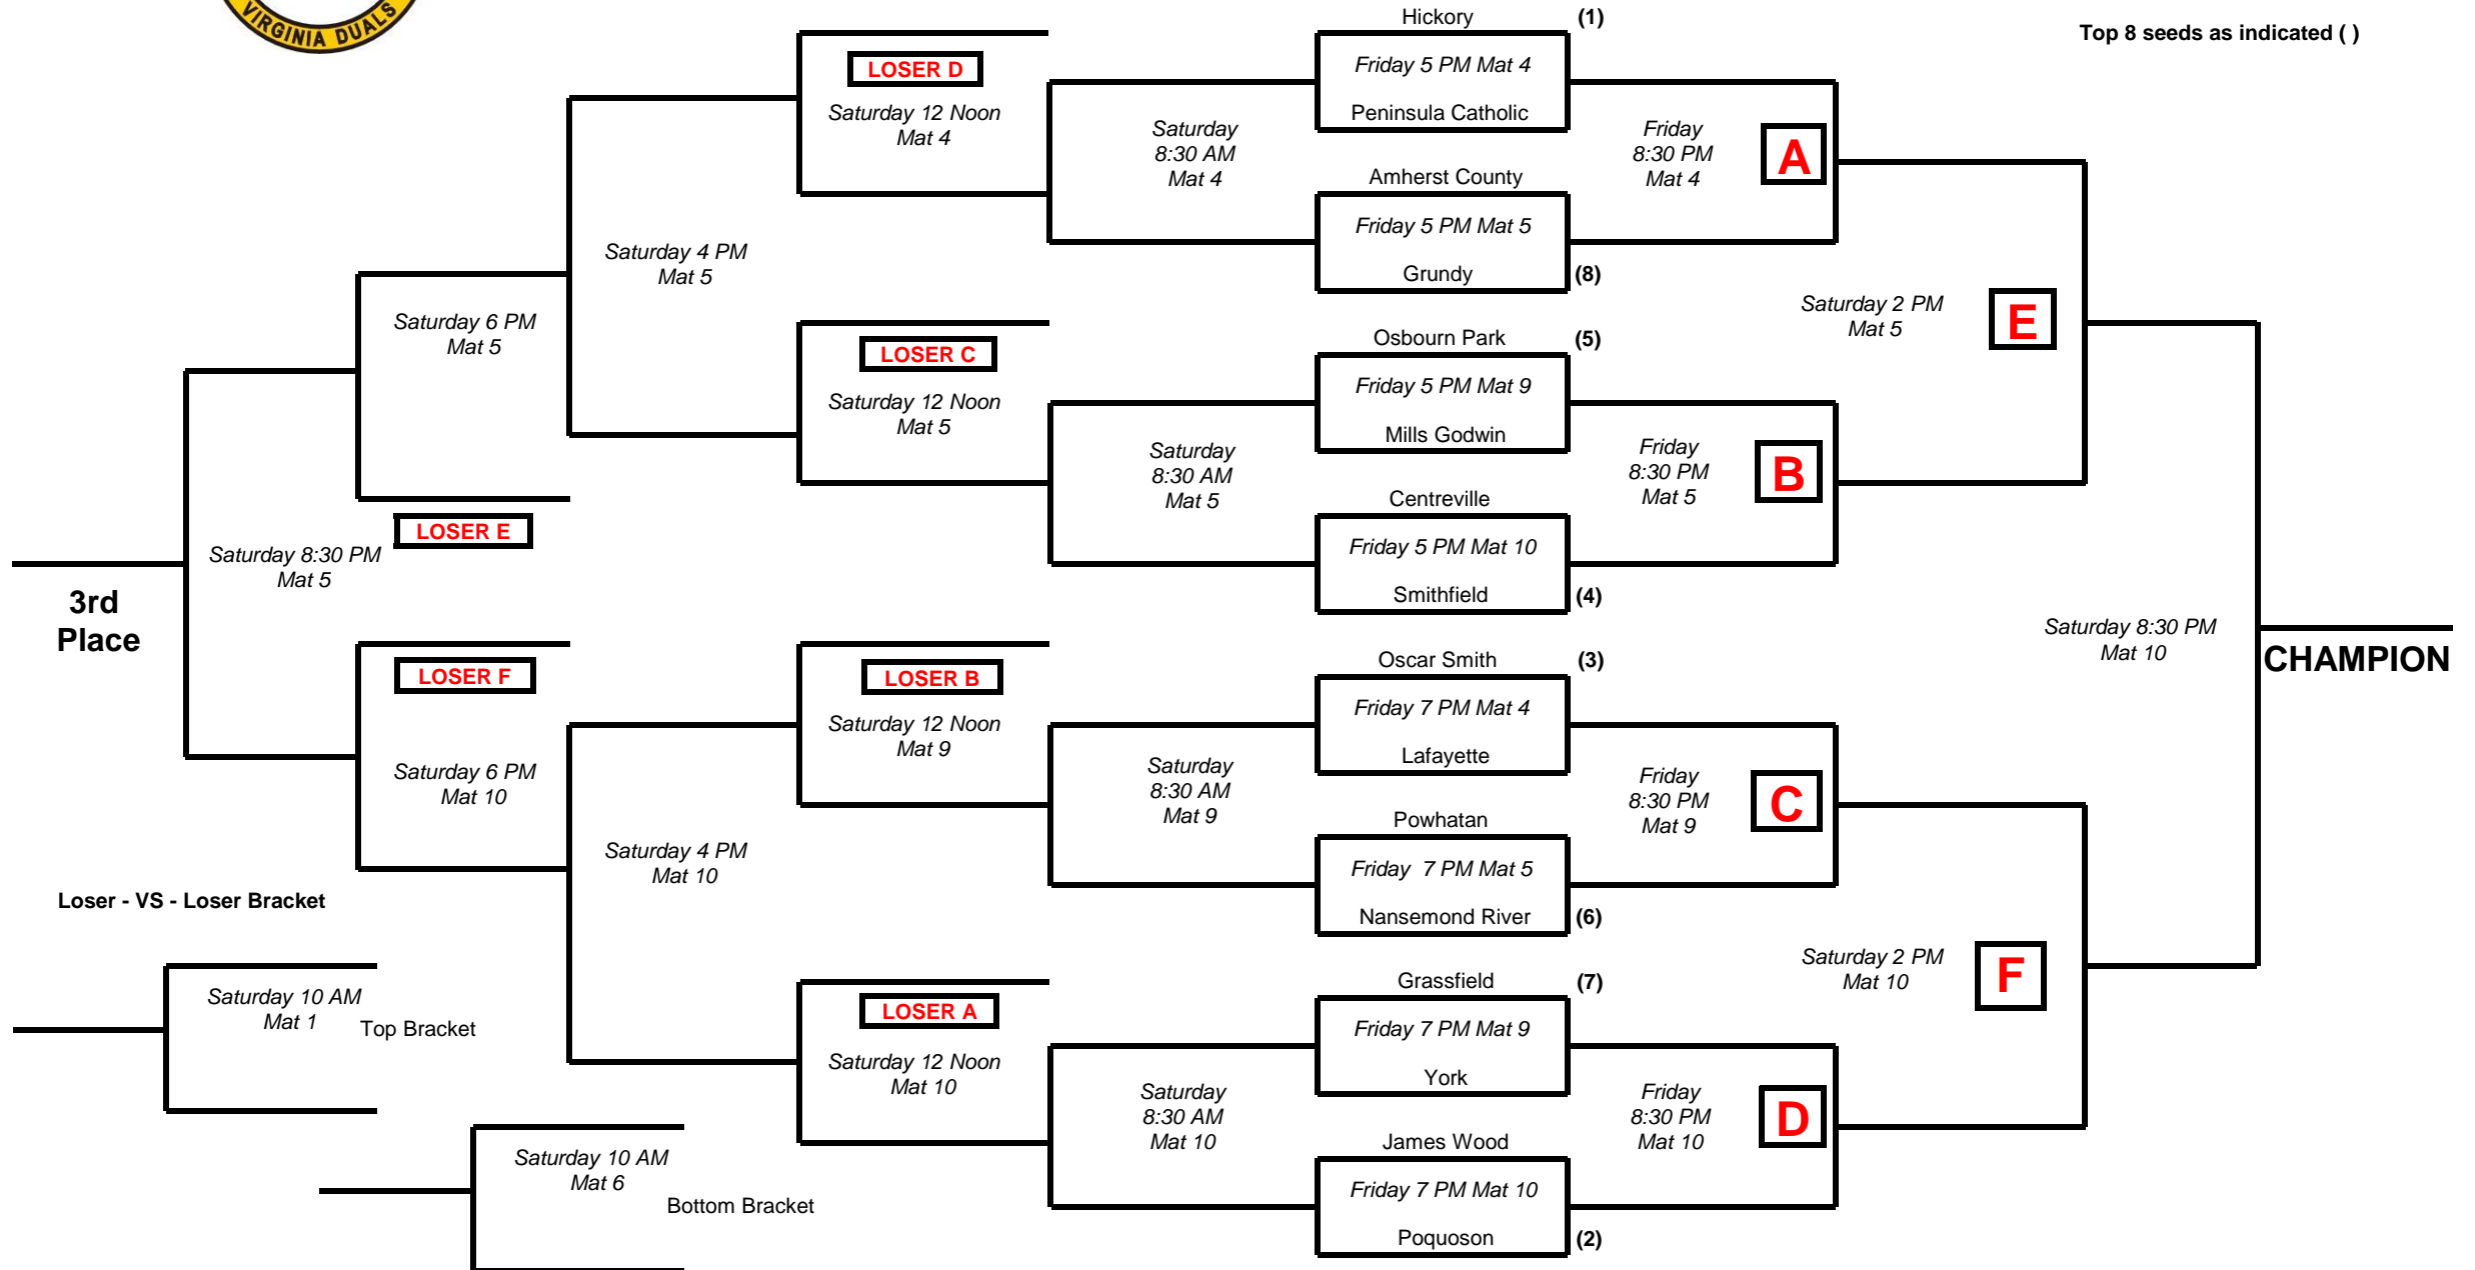 VIRGINIA DUALS
Top 8 seeds as indicated ( )
Hickory (1)
Friday 5 PM Mat 4
Peninsula Catholic
Amherst County
Friday 5 PM Mat 5
Grundy (8)
Osbourn Park (5)
Friday 5 PM Mat 9
Mills Godwin
Centreville
Friday 5 PM Mat 10
Smithfield (4)
Oscar Smith (3)
Friday 7 PM Mat 4
Lafayette
Powhatan
Friday 7 PM Mat 5
Nansemond River (6)
Grassfield (7)
Friday 7 PM Mat 9
York
James Wood
Friday 7 PM Mat 10
Poquoson (2)
Friday
8:30 PM
Mat 4
A
Friday
8:30 PM
Mat 5
B
Friday
8:30 PM
Mat 9
C
Friday
8:30 PM
Mat 10
D
Saturday 2 PM
Mat 5
E
Saturday 2 PM
Mat 10
F
Saturday 8:30 PM
Mat 10
CHAMPION
Saturday
8:30 AM
Mat 4
Saturday
8:30 AM
Mat 5
Saturday
8:30 AM
Mat 9
Saturday
8:30 AM
Mat 10
LOSER D
Saturday 12 Noon
Mat 4
LOSER C
Saturday 12 Noon
Mat 5
LOSER B
Saturday 12 Noon
Mat 9
LOSER A
Saturday 12 Noon
Mat 10
Saturday 4 PM
Mat 5
Saturday 4 PM
Mat 10
Saturday 6 PM
Mat 5
LOSER E
LOSER F
Saturday 6 PM
Mat 10
Saturday 8:30 PM
Mat 5
3rd
Place
Loser - VS - Loser Bracket
Saturday 10 AM
Mat 1
Top Bracket
Saturday 10 AM
Mat 6
Bottom Bracket